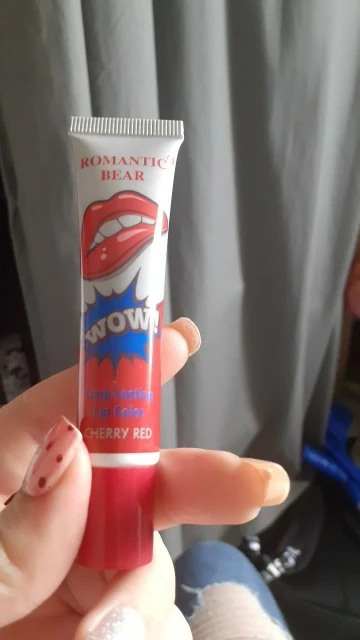 ROMANTIC
BEAR
WOW!
Long Lasting
Lip Color
CHERRY RED